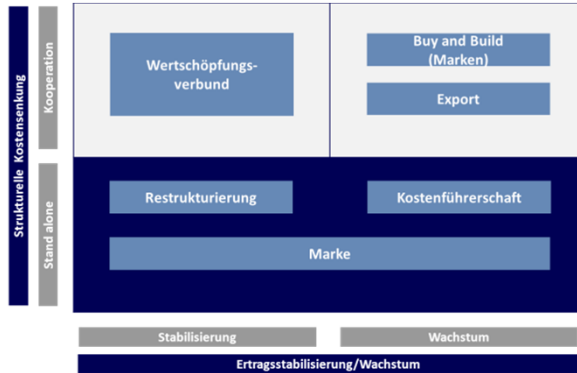 Strukturelle Kostensenkung
Kooperation
Stand alone
Wertschöpfungs-
verbund
Buy and Build
(Marken)
Export
Restrukturierung
Kostenführerschaft
Marke
Stabilisierung
Wachstum
Ertragsstabilisierung/Wachstum